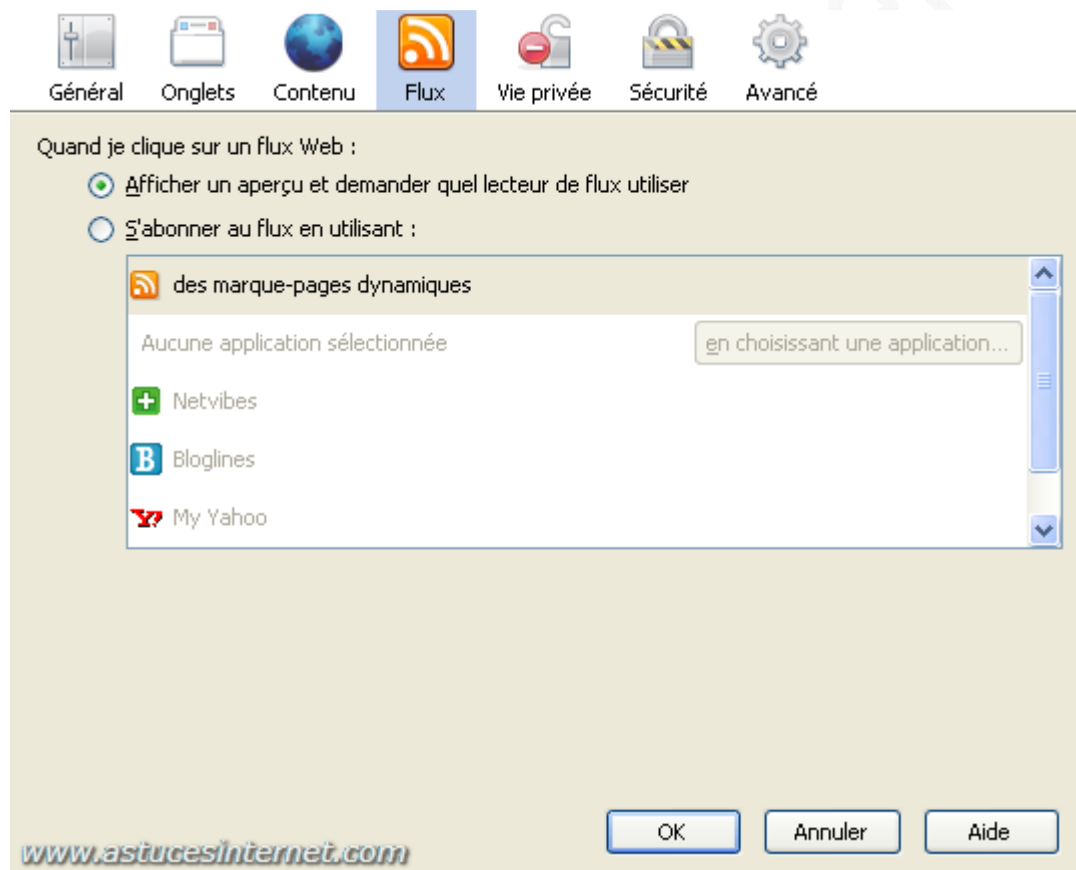 Général Onglets Contenu Flux Vie privée Sécurité Avancé
Quand je clique sur un flux Web :
Afficher un aperçu et demander quel lecteur de flux utiliser
S'abonner au flux en utilisant :
des marque-pages dynamiques
Aucune application sélectionnée en choisissant une application...
Netvibes
B Bloglines
Y! My Yahoo
OK Annuler Aide
www.astucesinternet.com